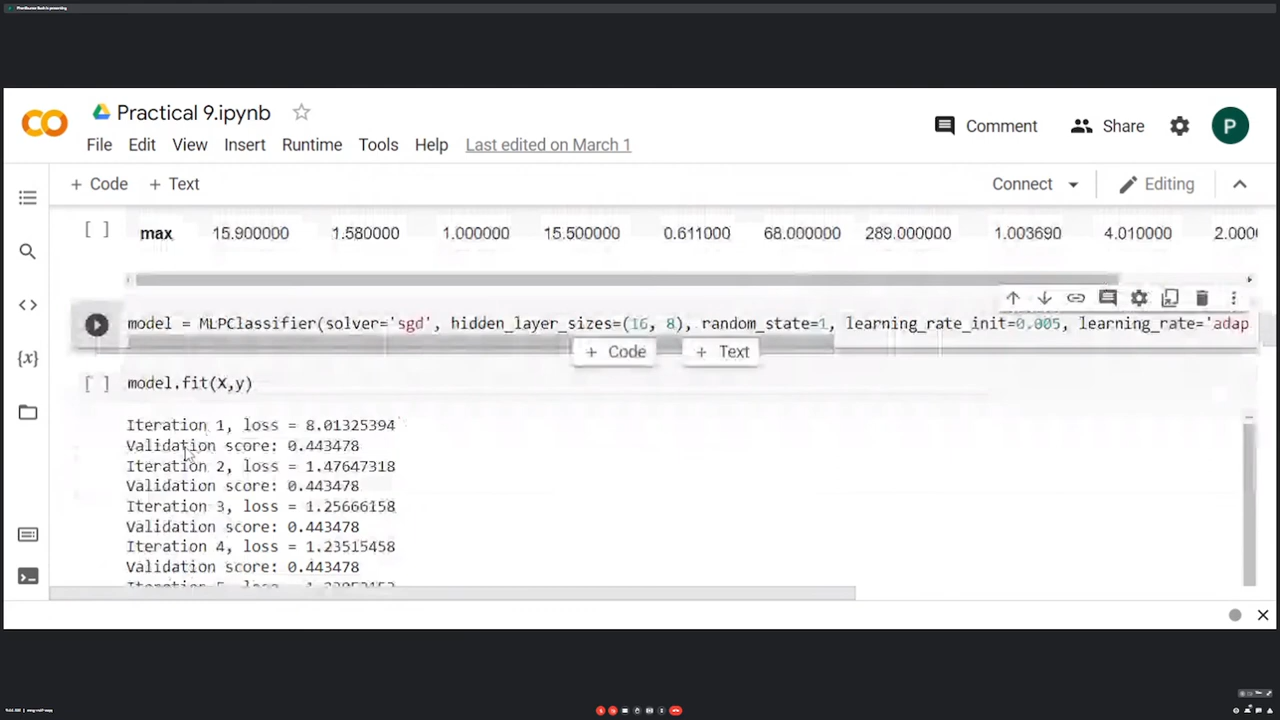 Practical 9.ipynb
Comment
Share
P
File Edit View Insert Runtime Tools Help Last edited on March 1
+ Code + Text
Connect
Editing
[ ] max 15.900000 1.580000 1.000000 15.500000 0.611000 68.000000 289.000000 1.003690 4.010000 2.000
model = MLPClassifier(solver='sgd', hidden_layer_sizes=(16, 8), random_state=1, learning_rate_init=0.005, learning_rate='adap
+ Code + Text
[ ] model.fit(X,y)
Iteration 1, loss = 8.01325394
Validation score: 0.443478
Iteration 2, loss = 1.47647318
Validation score: 0.443478
Iteration 3, loss = 1.25666158
Validation score: 0.443478
Iteration 4, loss = 1.23515458
Validation score: 0.443478